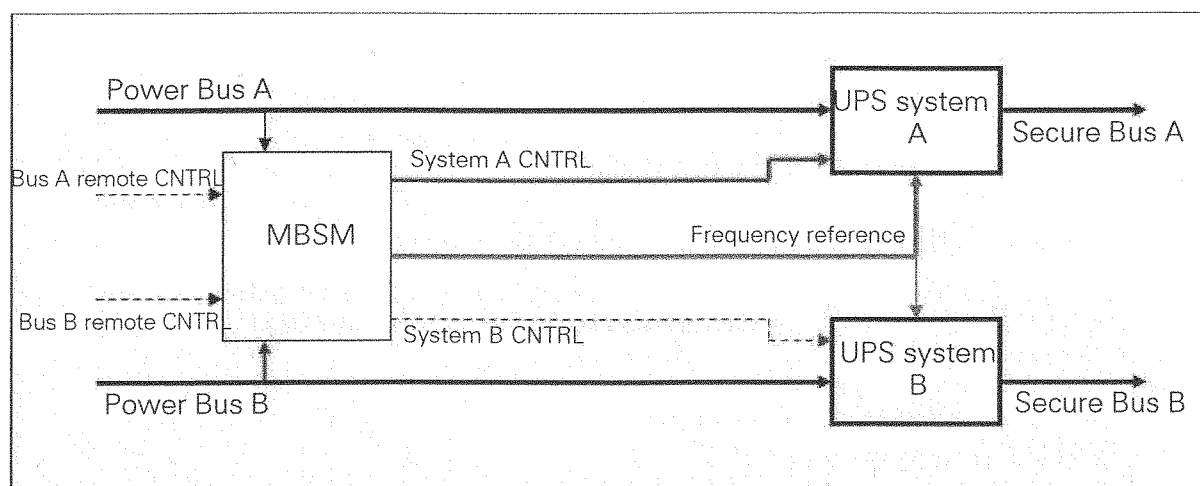 Power Bus A
UPS system
A
Secure Bus A
System A CNTRL
Bus A remote CNTRL
MBSM
Frequency reference
Bus B remote CNTRL
System B CNTRL
UPS system
B
Power Bus B
Secure Bus B